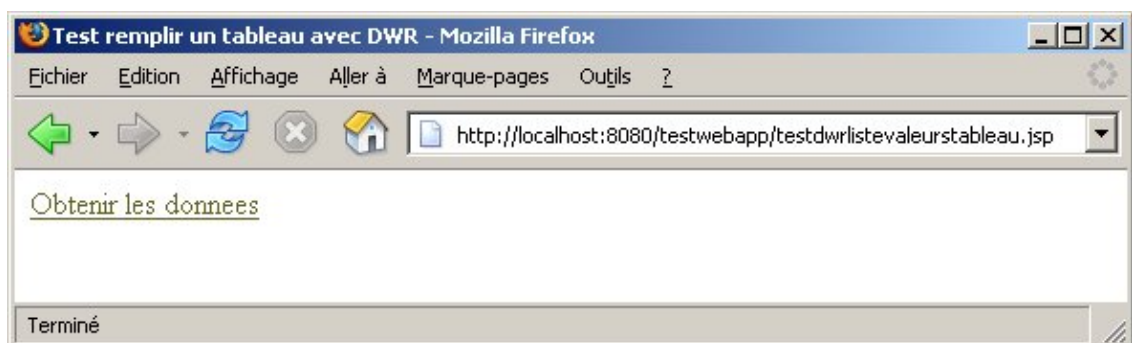 Test remplir un tableau avec DWR - Mozilla Firefox
Fichier Edition Affichage Aller à Marque-pages Outils ?
http://localhost:8080/testwebapp/testdwrlistevaleurstableau.jsp
Obtenir les donnees
Terminé